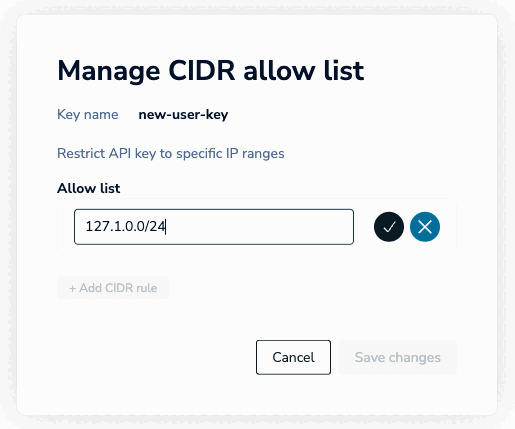 Manage CIDR allow list
Key name new-user-key
Restrict API key to specific IP ranges
Allow list
127.1.0.0/24
+ Add CIDR rule
Cancel Save changes